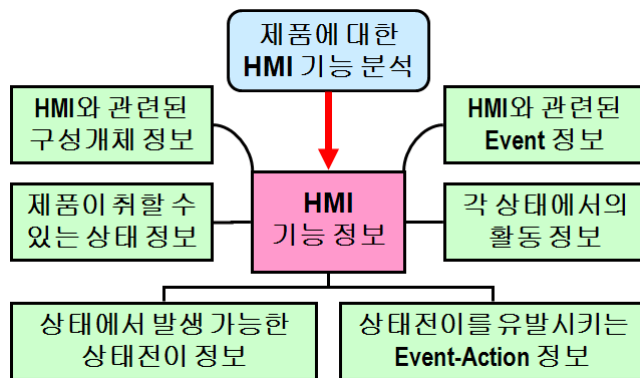 제품에 대한
HMI 기능 분석
HMI와 관련된
구성개체 정보
HMI와 관련된
Event 정보
제품이 취할 수
있는 상태 정보
HMI
기능 정보
각 상태에서의
활동 정보
상태에서 발생 가능한
상태전이 정보
상태전이를 유발시키는
Event-Action 정보